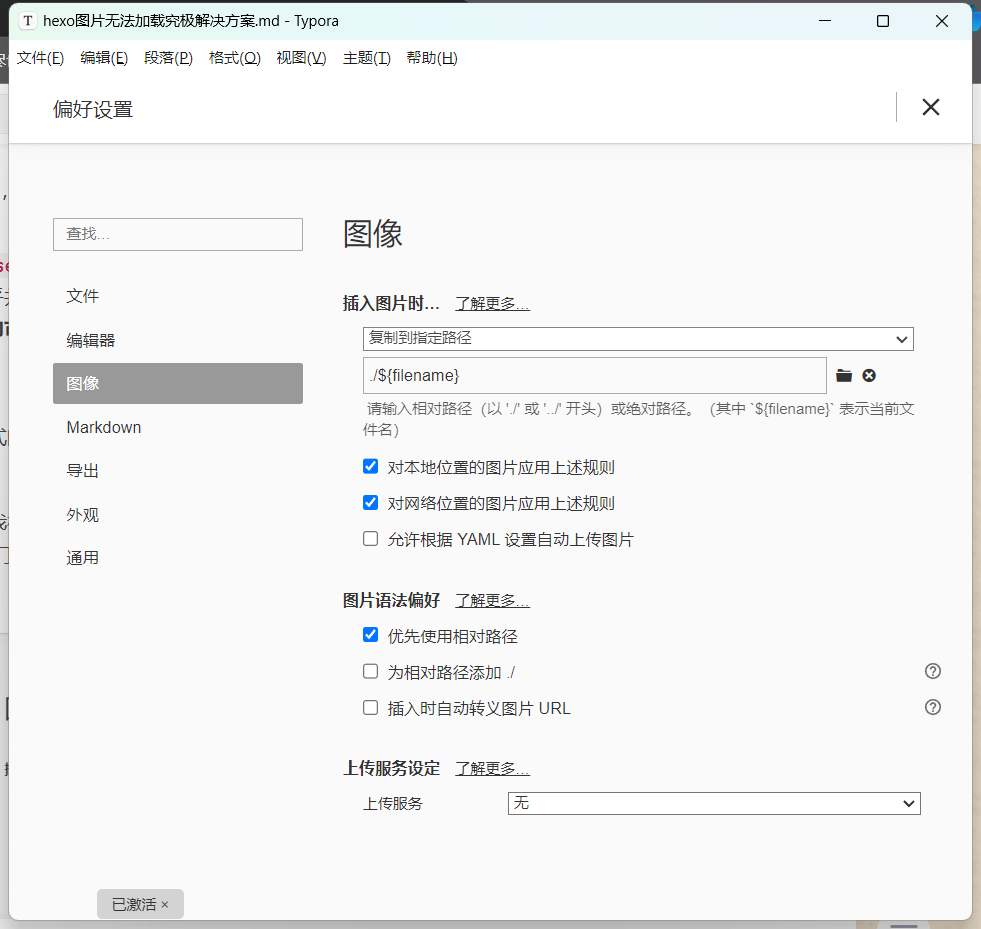 T hexo图片无法加载究极解决方案.md - Typora
文件(F) 编辑(E) 段落(P) 格式(O) 视图(V) 主题(T) 帮助(H)
偏好设置
查找...
文件
编辑器
图像
Markdown
导出
外观
通用
图像
插入图片时... 了解更多...
复制到指定路径
./${filename}
请输入相对路径（以 './' 或 '../' 开头）或绝对路径。（其中 `${filename}` 表示当前文
件名）
对本地位置的图片应用上述规则
对网络位置的图片应用上述规则
允许根据 YAML 设置自动上传图片
图片语法偏好 了解更多...
优先使用相对路径
为相对路径添加 ./
插入时自动转义图片 URL
上传服务设定 了解更多...
上传服务 无
已激活 ×